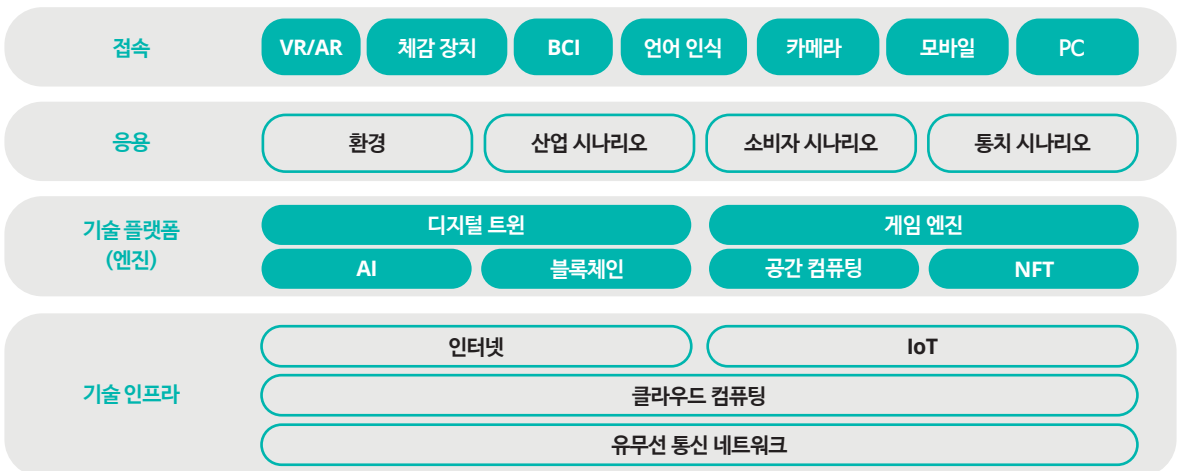 접속
VR/AR 체감 장치 BCI 언어 인식 카메라 모바일 PC
응용
환경 산업 시나리오 소비자 시나리오 통치 시나리오
기술 플랫폼
(엔진)
디지털 트윈 게임 엔진
AI 블록체인 공간 컴퓨팅 NFT
기술 인프라
인터넷 IoT
클라우드 컴퓨팅
유무선 통신 네트워크